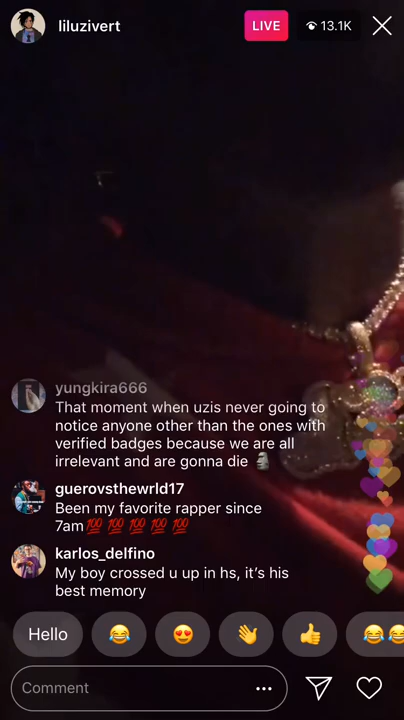 liluzivert
LIVE
13.1K
yungkira666
That moment when uzis never going to
notice anyone other than the ones with
verified badges because we are all
irrelevant and are gonna die 🗿
guerovsthewrld17
Been my favorite rapper since
7am💯💯💯💯💯
karlos_delfino
My boy crossed u up in hs, it’s his
best memory
Hello 😂 😍 👋 👍 😂😂
Comment